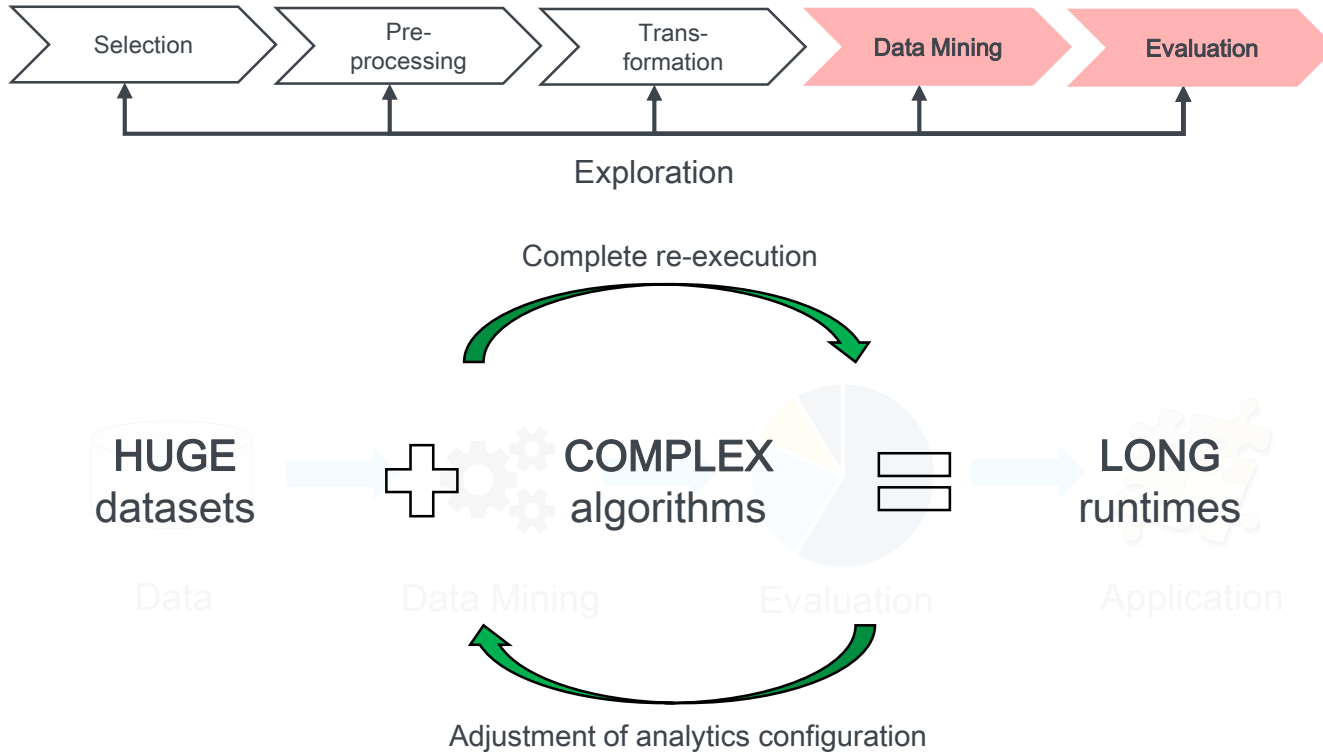 Selection
Pre-
processing
Trans-
formation
Data Mining
Evaluation
Exploration
Complete re-execution
HUGE
datasets
COMPLEX
algorithms
LONG
runtimes
Data
Data Mining
Evaluation
Application
Adjustment of analytics configuration